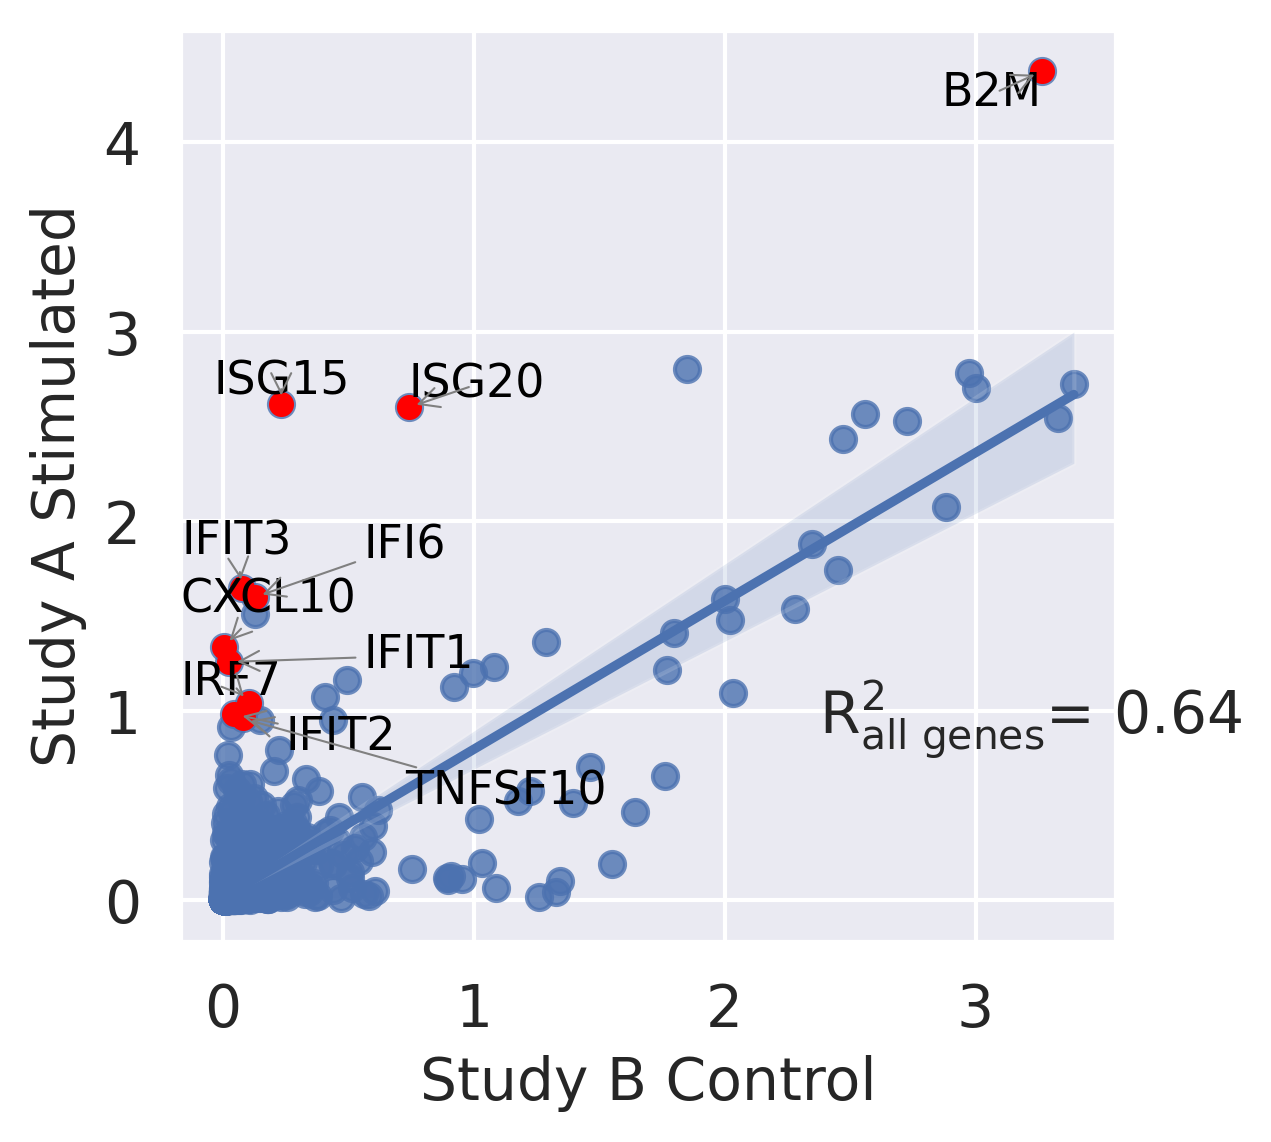 B2M
4
3
ISG15
ISG20
2
IFIT3
IFI6
CXCL10
IFIT1
IRF7
1
R²all genes = 0.64
IFIT2
TNFSF10
0
0 1 2 3
Study B Control
Study A Stimulated